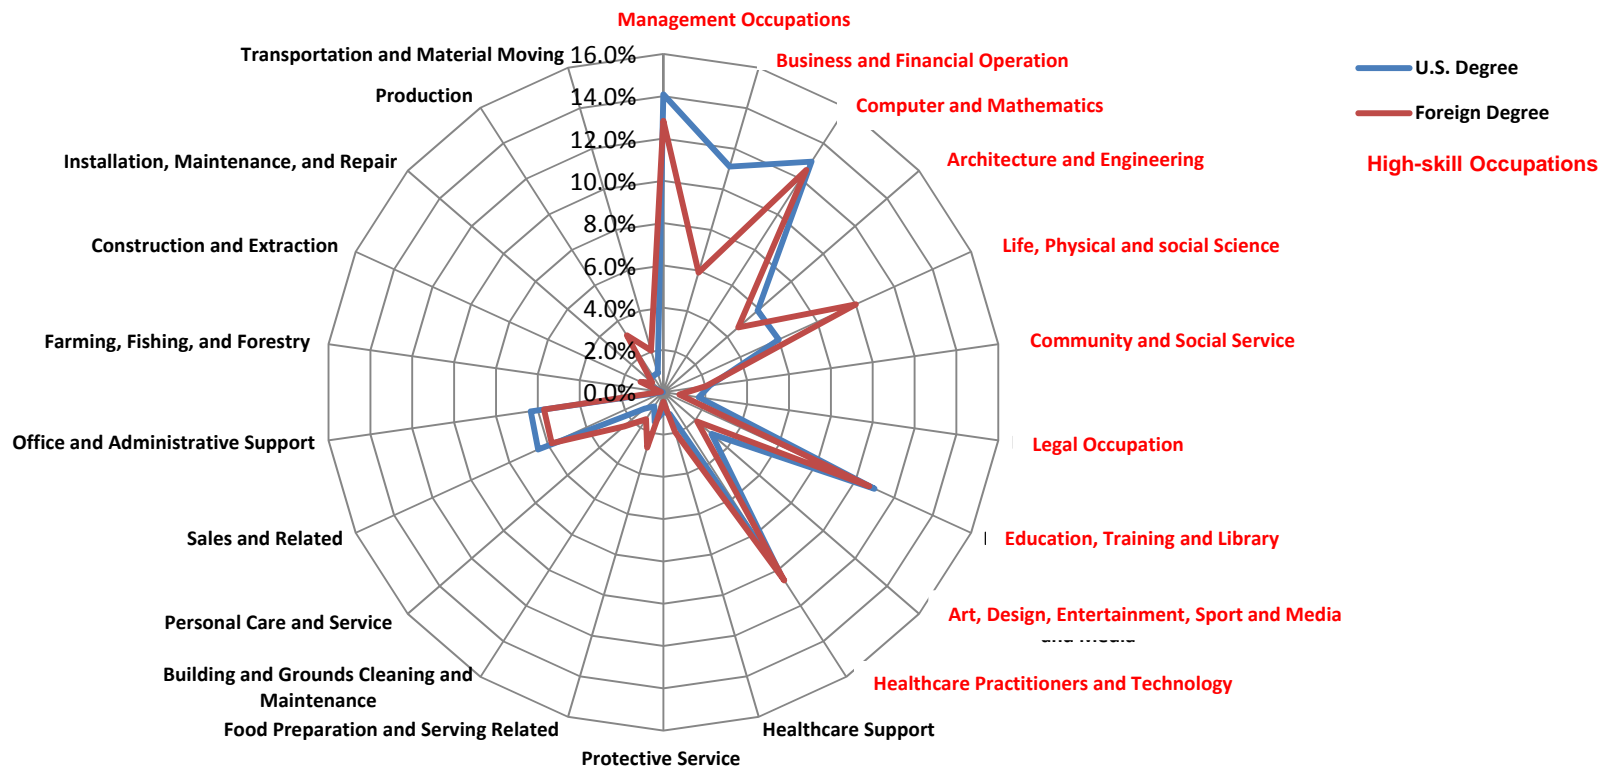 Management Occupations
Transportation and Material Moving
16.0%
Business and Financial Operation
U.S. Degree
14.0%
Production
Computer and Mathematics
Foreign Degree
12.0%
Installation, Maintenance, and Repair
Architecture and Engineering
High-skill Occupations
10.0%
8.0%
Construction and Extraction
Life, Physical and social Science
6.0%
4.0%
Farming, Fishing, and Forestry
Community and Social Service
2.0%
0.0%
Office and Administrative Support
Legal Occupation
Sales and Related
Education, Training and Library
Personal Care and Service
Art, Design, Entertainment, Sport and Media
and Media
Building and Grounds Cleaning and
Maintenance
Healthcare Practitioners and Technology
Food Preparation and Serving Related
Healthcare Support
Protective Service